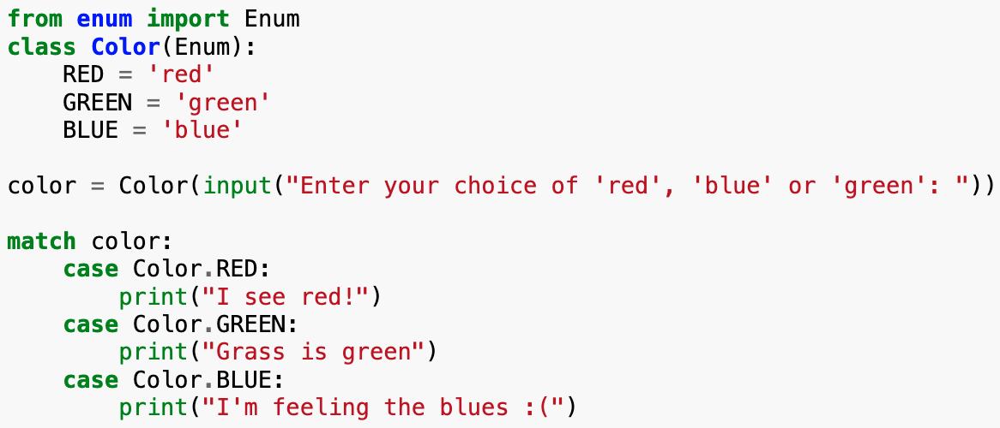 from enum import Enum
class Color(Enum):
    RED = 'red'
    GREEN = 'green'
    BLUE = 'blue'

color = Color(input("Enter your choice of 'red', 'blue' or 'green': "))

match color:
    case Color.RED:
        print("I see red!")
    case Color.GREEN:
        print("Grass is green")
    case Color.BLUE:
        print("I'm feeling the blues :(")